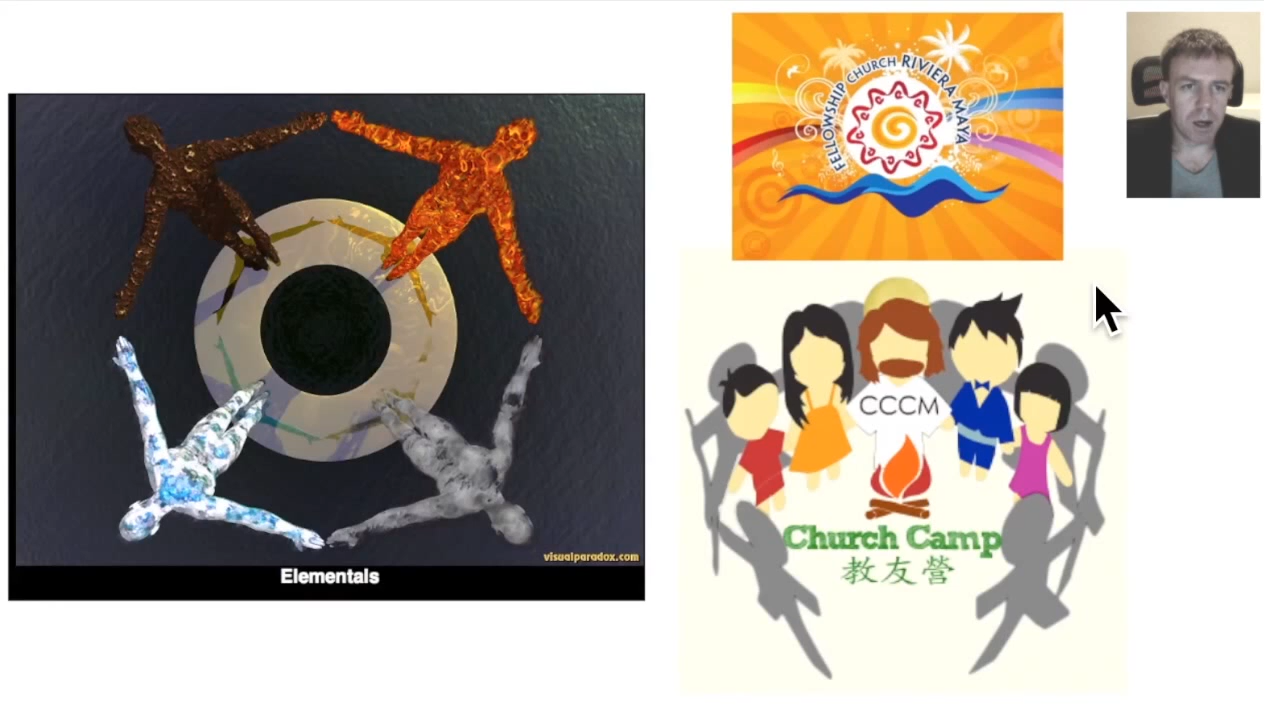 visualparadox.com
Elementals
FELLOWSHIP CHURCH RIVIERA MAYA
CCCM
Church Camp
教友營